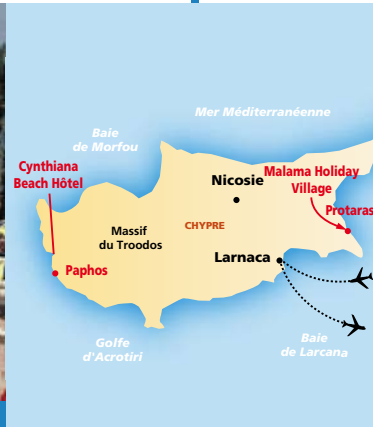 Mer Méditerranéenne
Baie
de Morfou
Cynthiana
Beach Hôtel
Nicosie
Malama Holiday
Village
Protaras
Massif
du Troodos
CHYPRE
Larnaca
Paphos
Golfe
d'Acrotiri
Baie
de Larcana